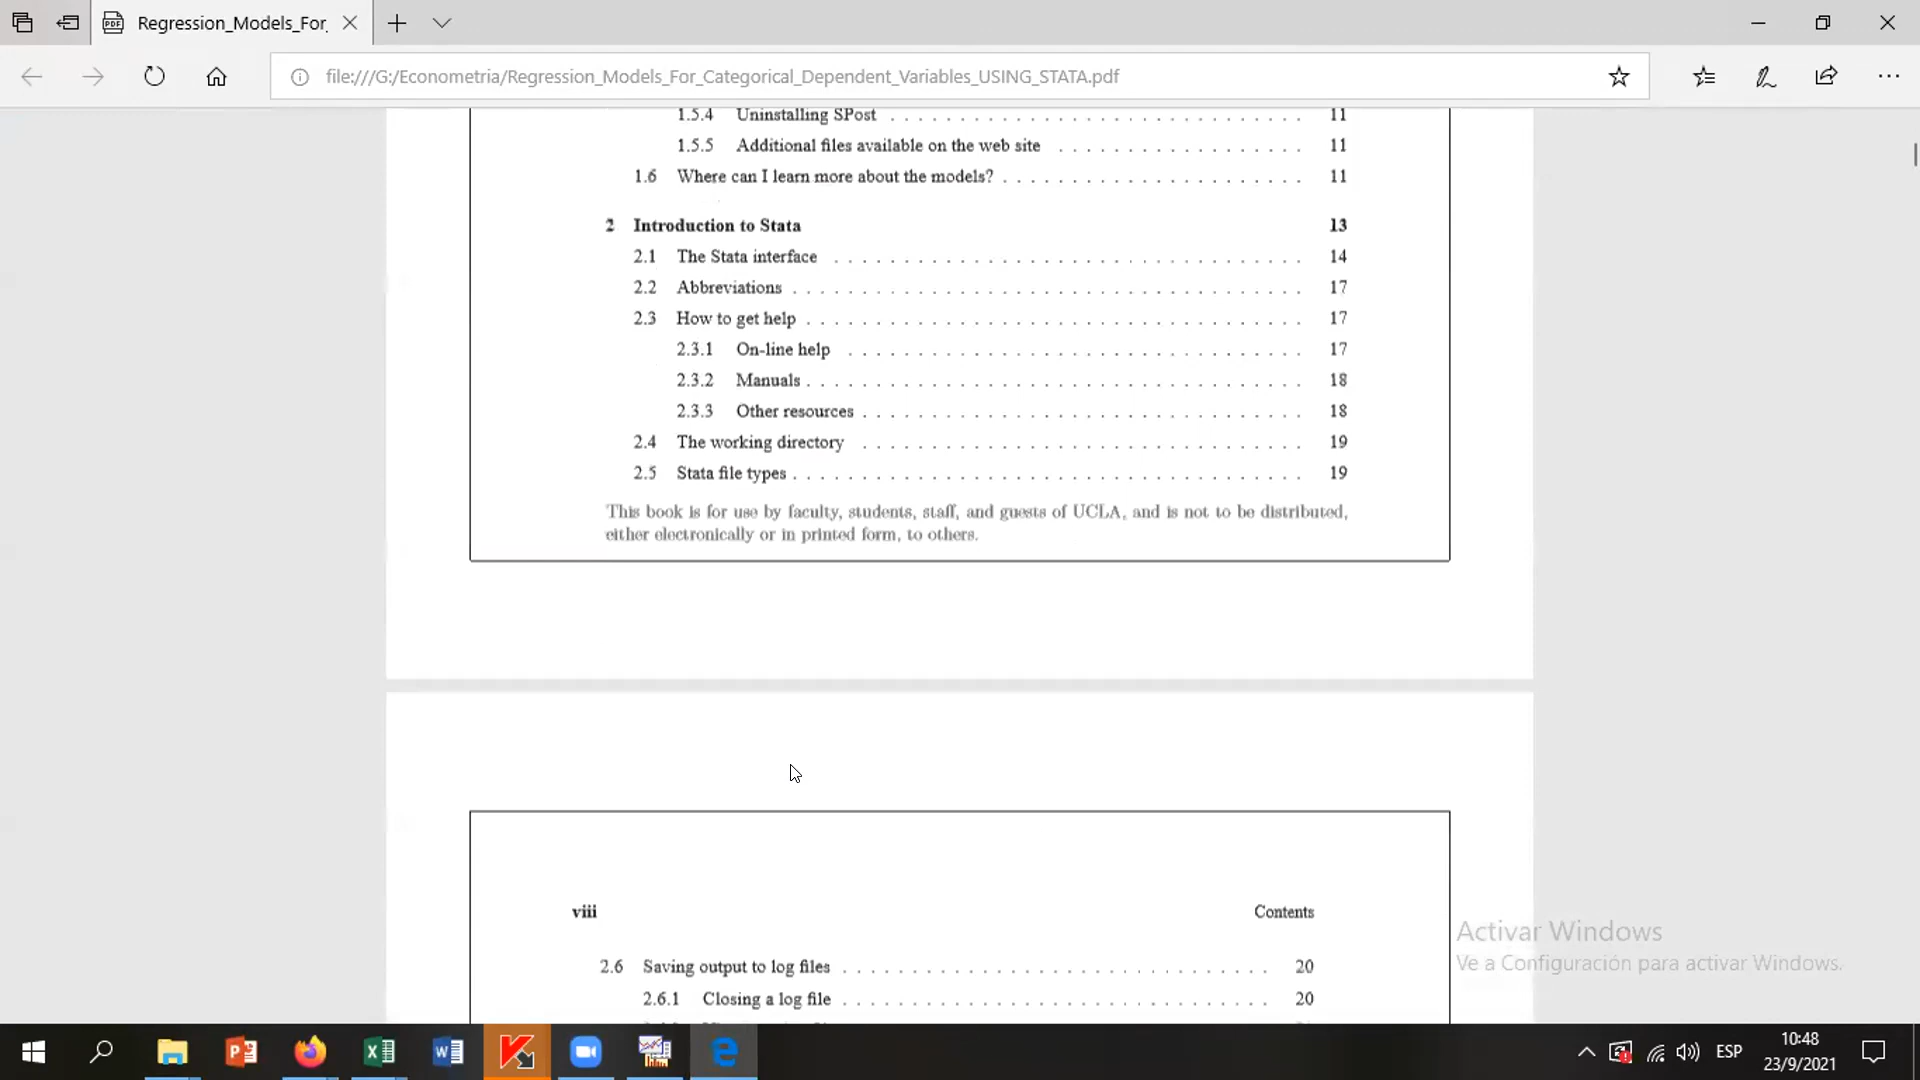 Regression_Models_For_
file:///G:/Econometria/Regression_Models_For_Categorical_Dependent_Variables_USING_STATA.pdf
1.5.4 Uninstalling SPost . . . . . . . . . . . . . . . . . . . . . . . . . . . . . . 11
1.5.5 Additional files available on the web site . . . . . . . . . . . . . . . . . . 11
1.6 Where can I learn more about the models? . . . . . . . . . . . . . . . . . . . . . . 11
2 Introduction to Stata 13
2.1 The Stata interface . . . . . . . . . . . . . . . . . . . . . . . . . . . . . . . . . . 14
2.2 Abbreviations . . . . . . . . . . . . . . . . . . . . . . . . . . . . . . . . . . . . . 17
2.3 How to get help . . . . . . . . . . . . . . . . . . . . . . . . . . . . . . . . . . . . 17
2.3.1 On-line help . . . . . . . . . . . . . . . . . . . . . . . . . . . . . . . . . 17
2.3.2 Manuals . . . . . . . . . . . . . . . . . . . . . . . . . . . . . . . . . . . . 18
2.3.3 Other resources . . . . . . . . . . . . . . . . . . . . . . . . . . . . . . . . 18
2.4 The working directory . . . . . . . . . . . . . . . . . . . . . . . . . . . . . . . . 19
2.5 Stata file types . . . . . . . . . . . . . . . . . . . . . . . . . . . . . . . . . . . . . 19
This book is for use by faculty, students, staff, and guests of UCLA, and is not to be distributed,
either electronically or in printed form, to others.
viii Contents
2.6 Saving output to log files . . . . . . . . . . . . . . . . . . . . . . . . . . . . . . . 20
2.6.1 Closing a log file . . . . . . . . . . . . . . . . . . . . . . . . . . . . . . . 20
Activar Windows
Ve a Configuración para activar Windows.
ESP
10:48
23/9/2021